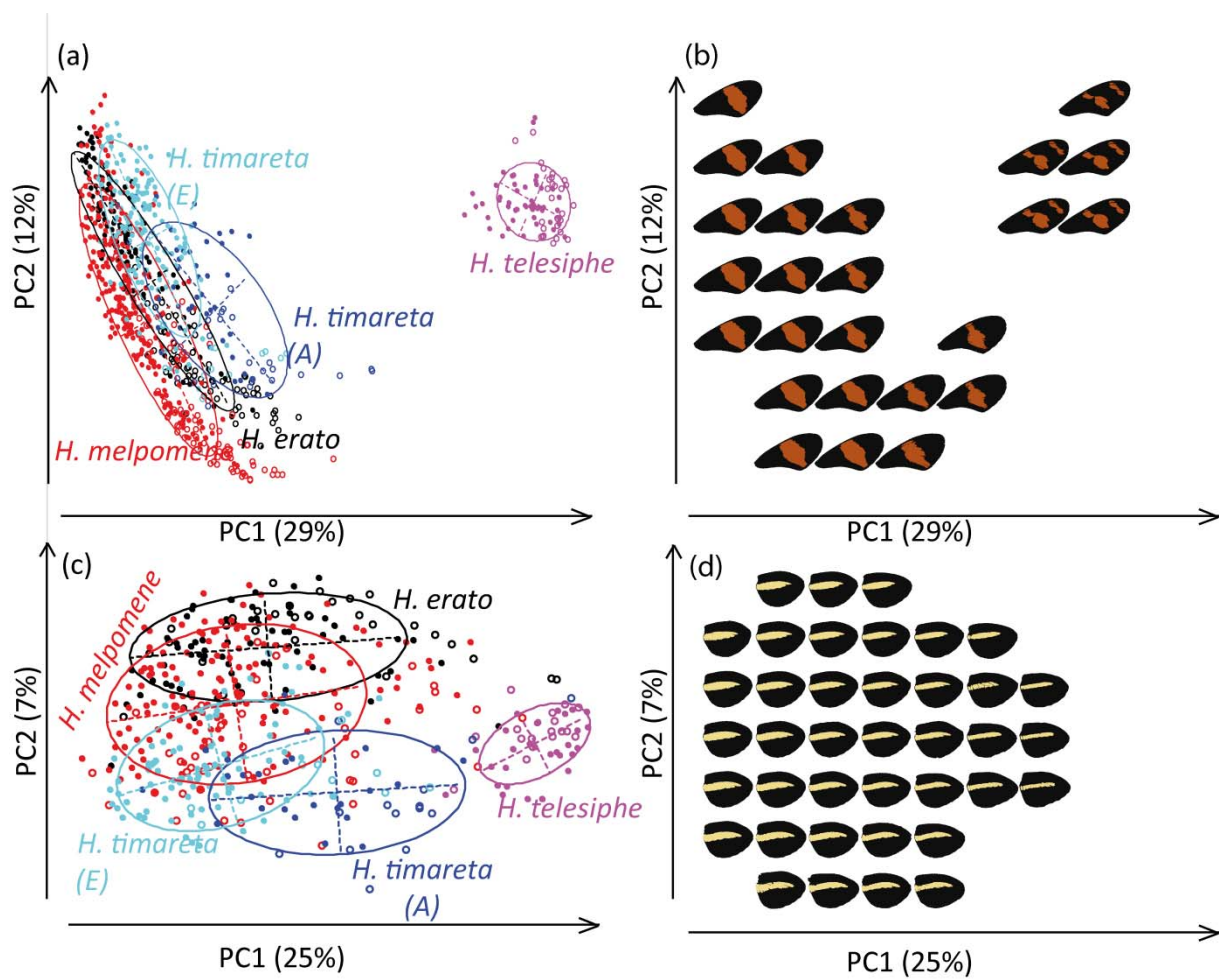 (a)
PC2 (12%)
H. timareta
(E)
H. telesiphe
H. timareta
(A)
H. erato
H. melpomene
PC1 (29%)
(b)
PC2 (12%)
PC1 (29%)
(c)
PC2 (7%)
H. melpomene
H. erato
H. telesiphe
H. timareta
(E)
H. timareta
(A)
PC1 (25%)
(d)
PC2 (7%)
PC1 (25%)